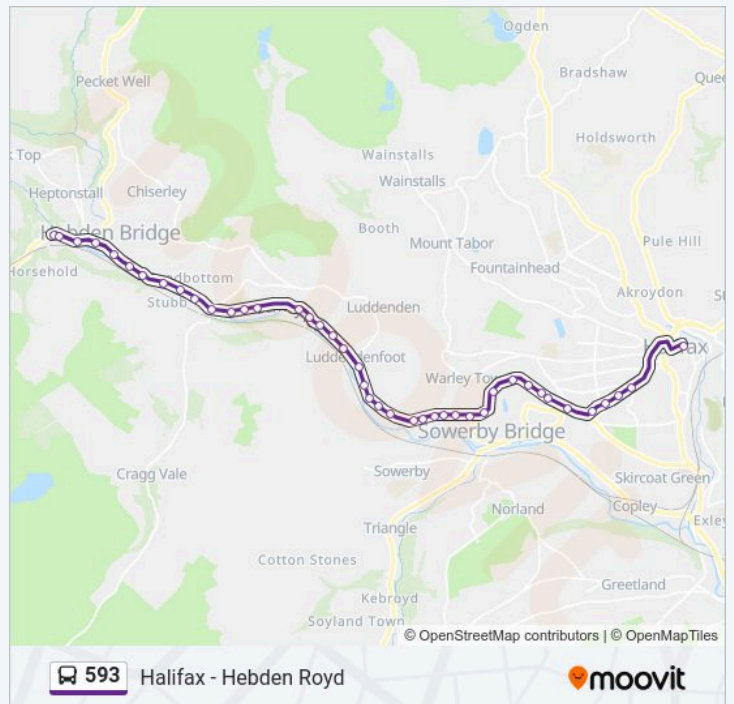 Ogden
Bradshaw
Pecket Well
Holdsworth
Wainstalls
Top
Wainstalls
Heptonstall
Chiserley
Booth
Hebden Bridge
Mount Tabor
Pule Hill
Horsehold
Fountainhead
Stubb
Akroydon
Luddenden
Luddendenfoot
Warley
Sowerby Bridge
Sowerby
Cragg Vale
Skircoat Green
Norland
Copley
Triangle
Cotton Stones
Greetland
Kebroyd
Soyland Town
© OpenStreetMap contributors | © OpenMapTiles
593 Halifax - Hebden Royd
moovit